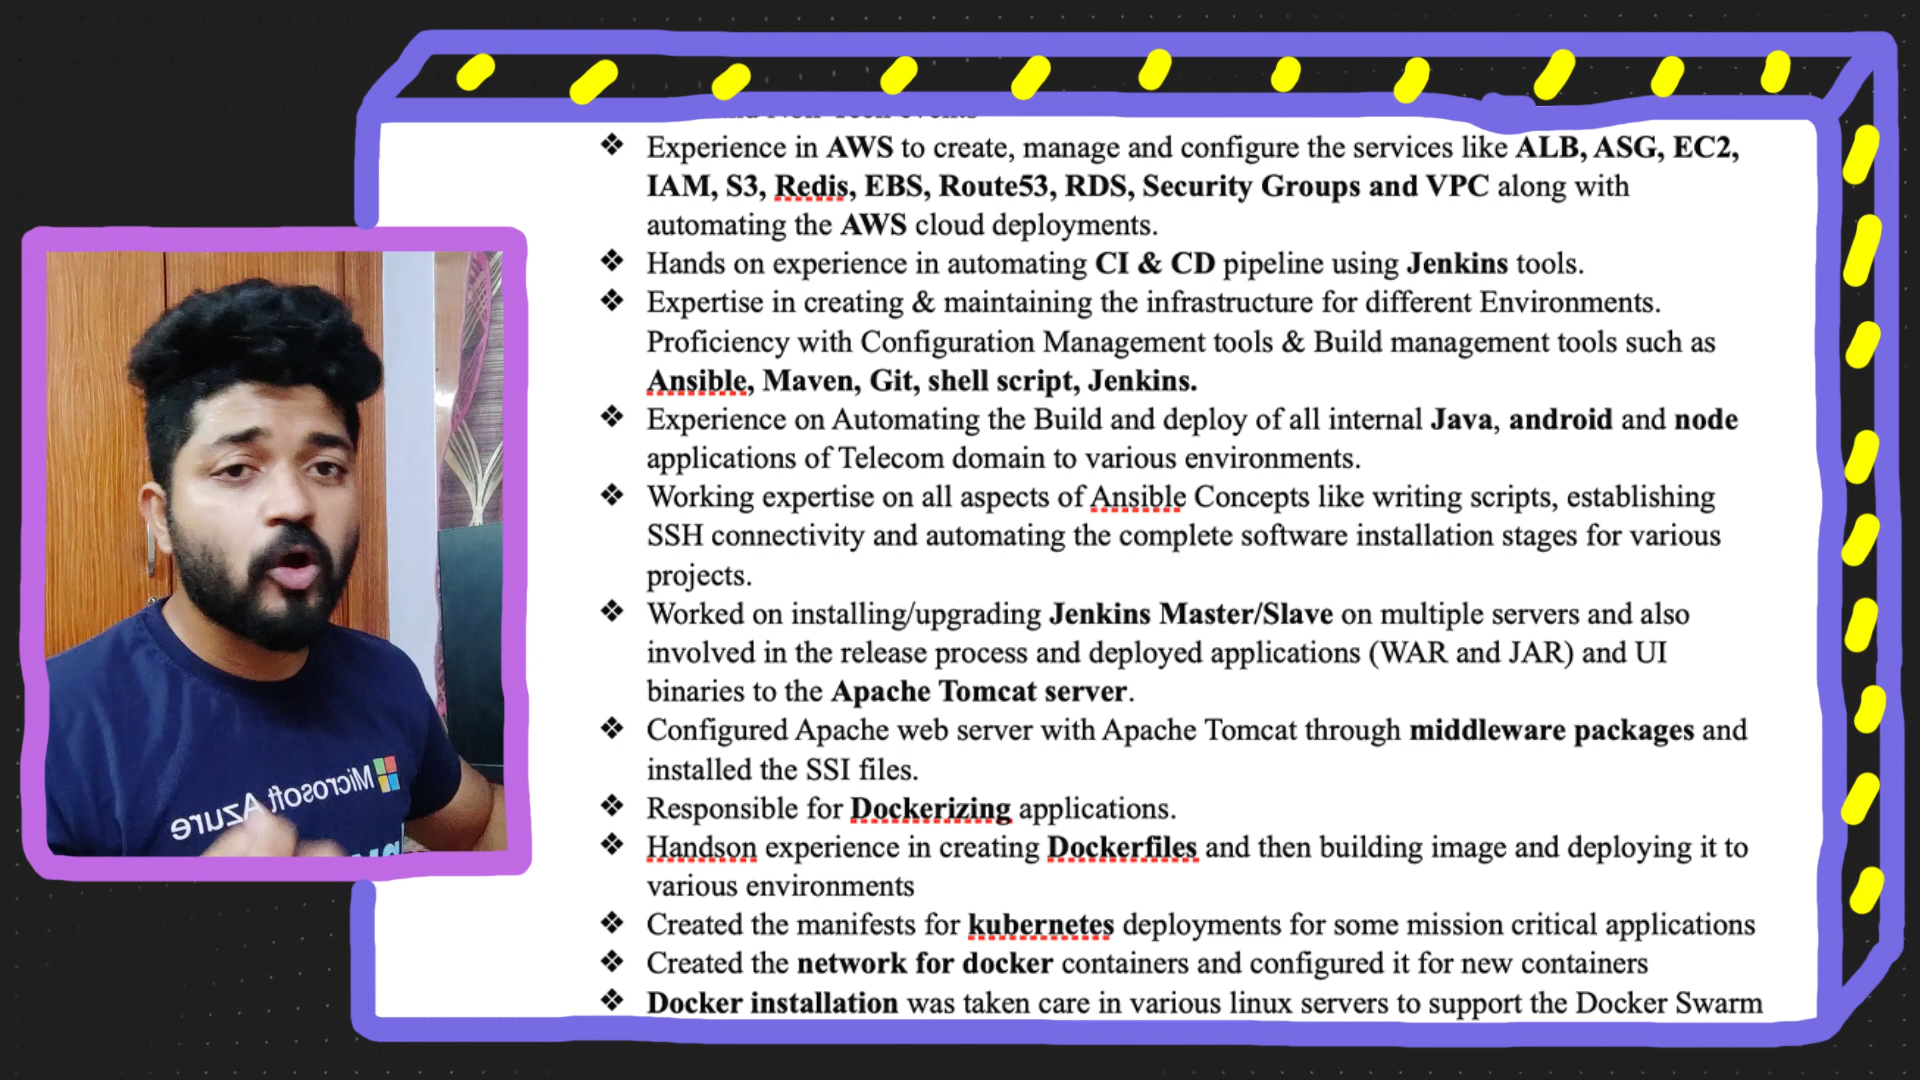 Experience in AWS to create, manage and configure the services like ALB, ASG, EC2,
IAM, S3, Redis, EBS, Route53, RDS, Security Groups and VPC along with
automating the AWS cloud deployments.
Hands on experience in automating CI & CD pipeline using Jenkins tools.
Expertise in creating & maintaining the infrastructure for different Environments.
Proficiency with Configuration Management tools & Build management tools such as
Ansible, Maven, Git, shell script, Jenkins.
Experience on Automating the Build and deploy of all internal Java, android and node
applications of Telecom domain to various environments.
Working expertise on all aspects of Ansible Concepts like writing scripts, establishing
SSH connectivity and automating the complete software installation stages for various
projects.
Worked on installing/upgrading Jenkins Master/Slave on multiple servers and also
involved in the release process and deployed applications (WAR and JAR) and UI
binaries to the Apache Tomcat server.
Configured Apache web server with Apache Tomcat through middleware packages and
installed the SSI files.
Responsible for Dockerizing applications.
Handson experience in creating Dockerfiles and then building image and deploying it to
various environments
Created the manifests for kubernetes deployments for some mission critical applications
Created the network for docker containers and configured it for new containers
Docker installation was taken care in various linux servers to support the Docker Swarm
Microsoft Azure